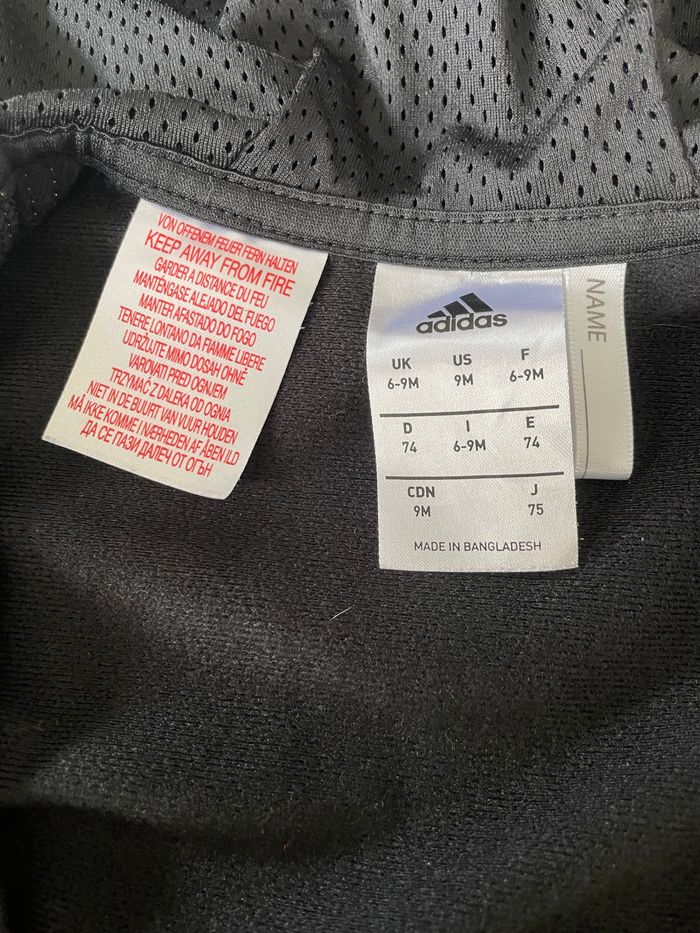 VON OFFENEM FEUER FERN HALTEN
KEEP AWAY FROM FIRE
GARDER A DISTANCE DU FEU
MANTÉNGASE ALEJADO DEL FUEGO
MANTER AFASTADO DO FOGO
TENERE LONTANO DA FIAMME LIBERE
UDRŽUJTE MIMO DOSAH OHNĚ
VAROVATI PRED OGNJEM
TRZYMAĆ Z DALEKA OD OGNIA
NIET IN DE BUURT VAN VUUR HOUDEN
MÅ IKKE KOMME I NÆRHEDEN AF ÅBEN ILD
ДА СЕ ПАЗИ ДАЛЕЧ ОТ ОГЪН
adidas
UK US F
6-9M 9M 6-9M
D I E
74 6-9M 74
CDN J
9M 75
MADE IN BANGLADESH
NAME